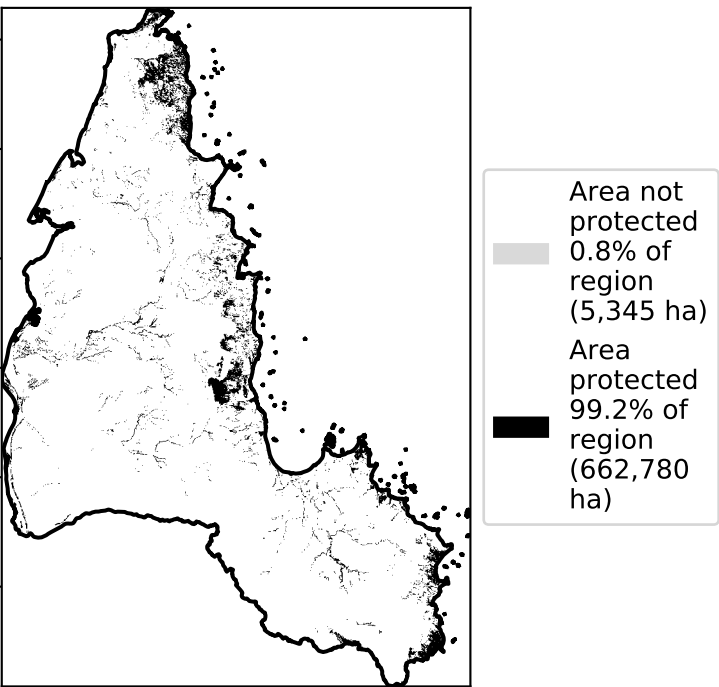 Area not
protected
0.8% of
region
(5,345 ha)
Area
protected
99.2% of
region
(662,780
ha)